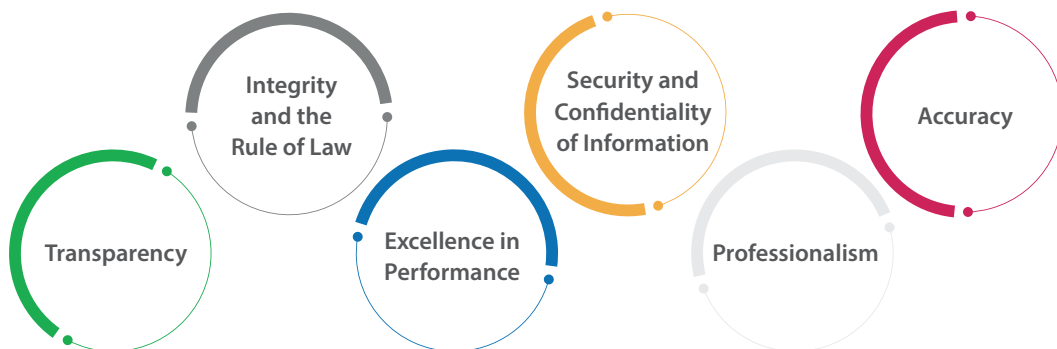 Transparency
Integrity
and the
Rule of Law
Excellence in
Performance
Security and
Confidentiality
of Information
Professionalism
Accuracy